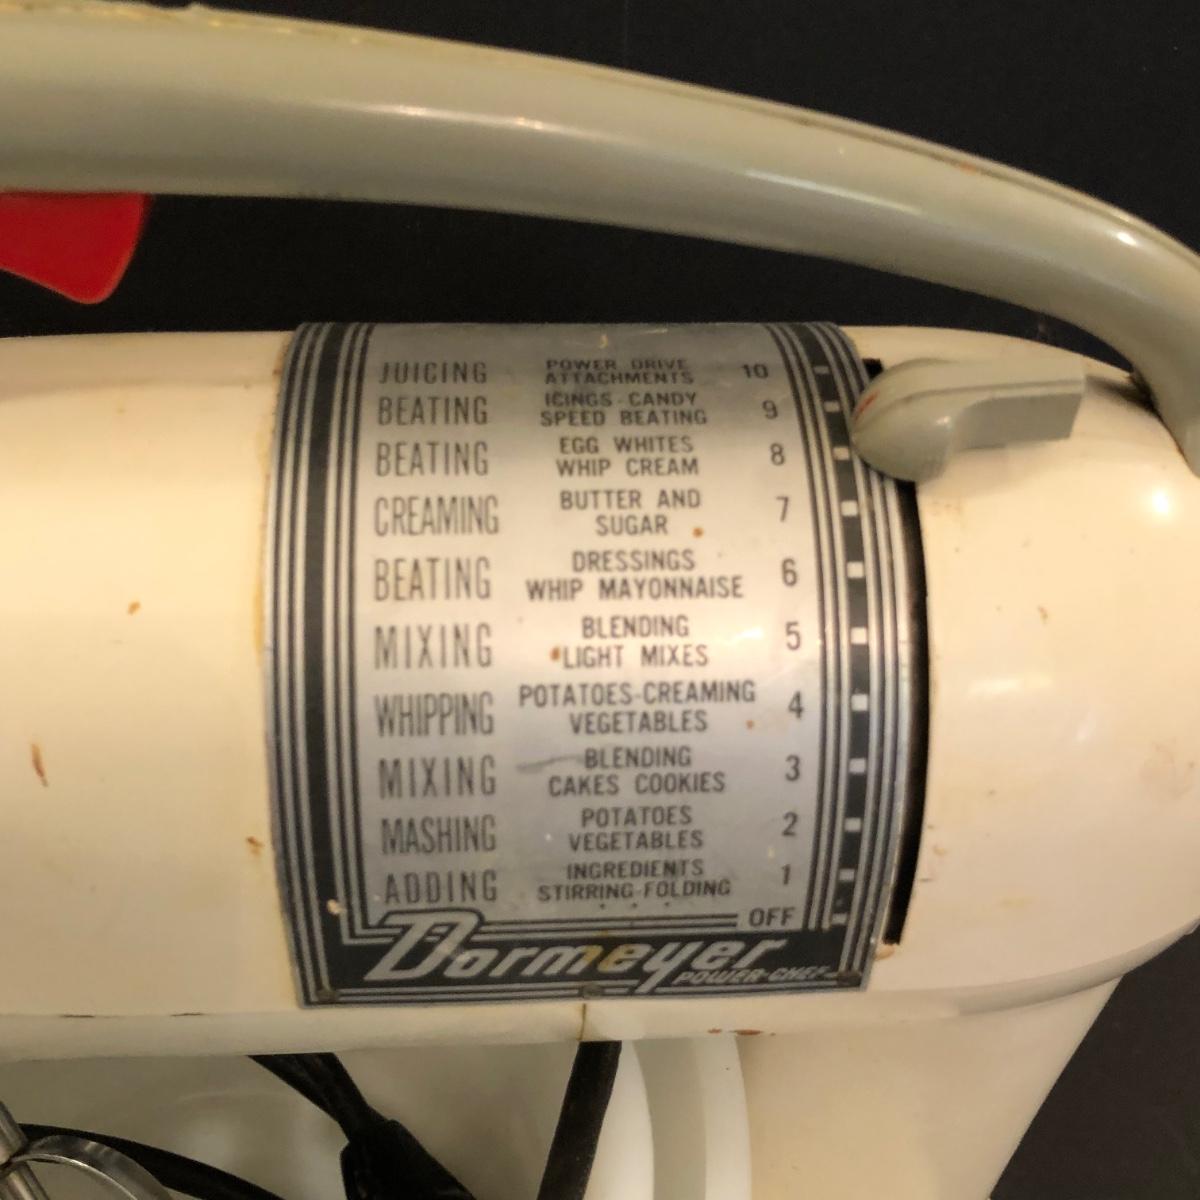 JUICING POWER DRIVE ATTACHMENTS 10
BEATING ICINGS-CANDY SPEED BEATING 9
BEATING EGG WHITES WHIP CREAM 8
CREAMING BUTTER AND SUGAR 7
BEATING DRESSINGS WHIP MAYONNAISE 6
MIXING BLENDING LIGHT MIXES 5
WHIPPING POTATOES-CREAMING VEGETABLES 4
MIXING BLENDING CAKES COOKIES 3
MASHING POTATOES VEGETABLES 2
ADDING INGREDIENTS STIRRING-FOLDING 1
OFF
Dormeyer
POWER-CHEF